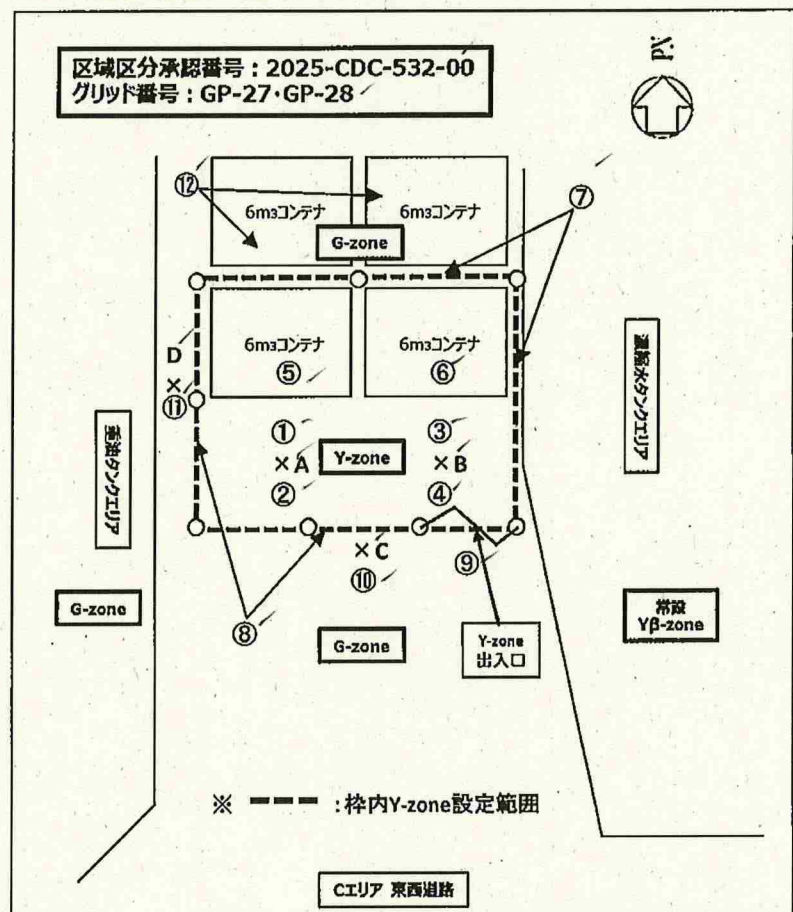 区域区分承認番号：2025-CDC-532-00
グリッド番号：GP-27・GP-28
P.N
⑫
6m3コンテナ
6m3コンテナ
⑦
G-zone
6m3コンテナ
6m3コンテナ
⑤
⑥
D
×
⑪
①
③
×A
Y-zone
×B
②
④
重油タンクエリア
濃縮水タンクエリア
×C
⑩
⑨
⑧
G-zone
G-zone
Y-zone
出入口
常設
Yβ-zone
※ ：枠内Y-zone設定範囲
Cエリア 東西道路